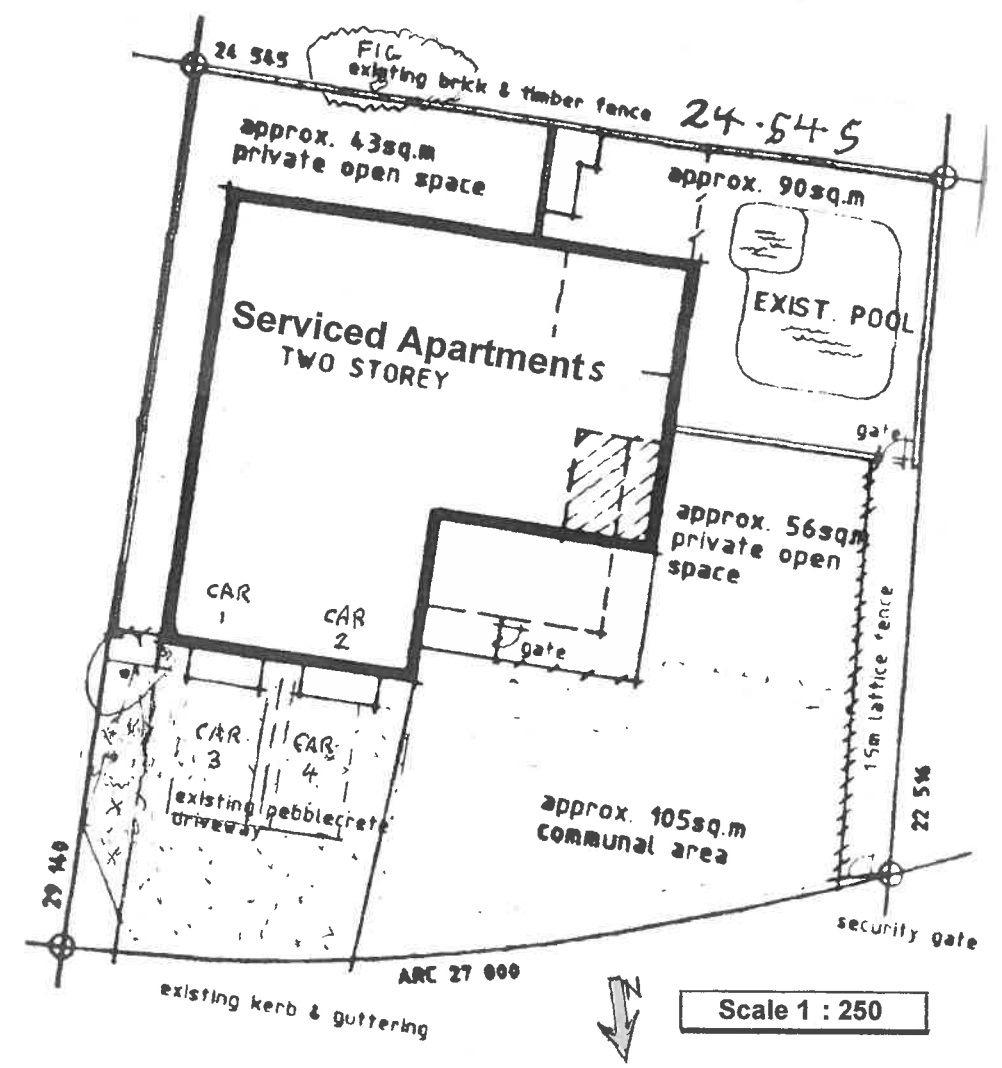 24 545
FIG
existing brick & timber fence
24.545
approx. 43sq.m
private open space
approx. 90sq.m
EXIST. POOL
Serviced Apartments
TWO STOREY
gate
approx. 56sq.m
private open
space
CAR
1
CAR
2
gate
15m lattice fence
CAR
3
CAR
4
existing pebblecrete
driveway
approx. 105sq.m
communal area
22 516
29 140
security gate
ARC 27 000
existing kerb & guttering
N
Scale 1 : 250